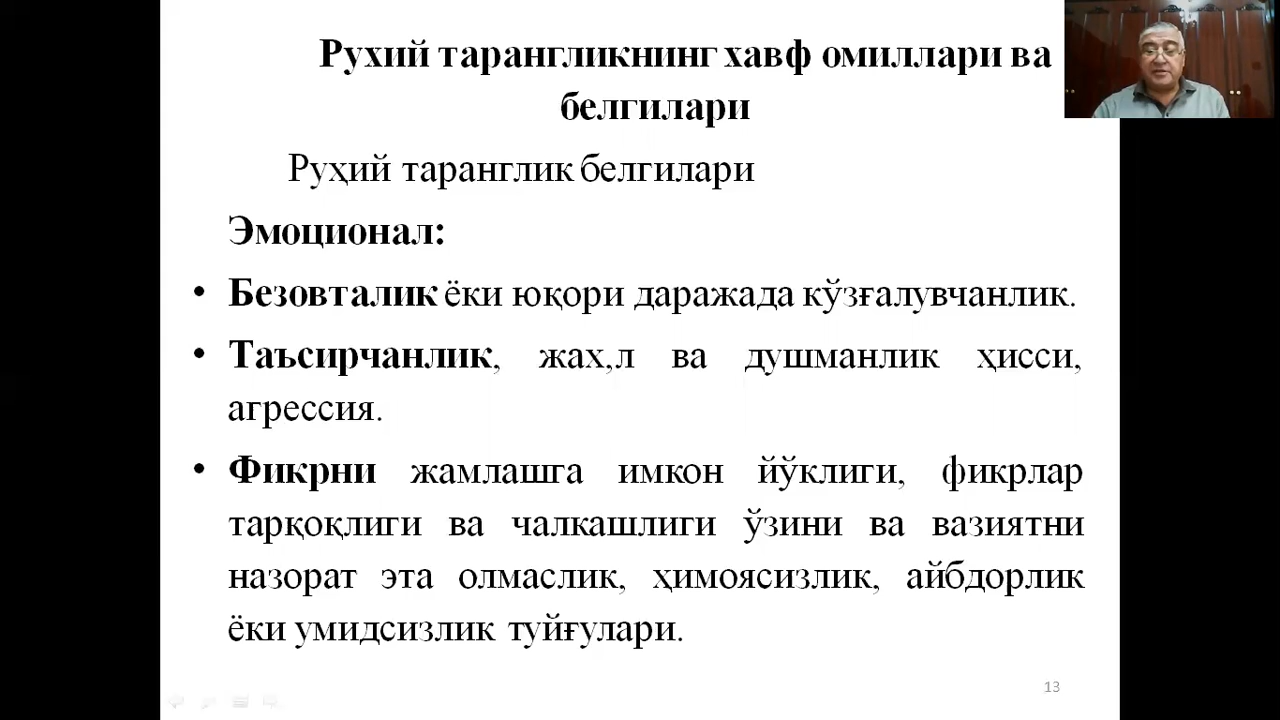 Рухий тарангликнинг хавф омиллари ва
белгилари
Руҳий таранглик белгилари
Эмоционал:
• Безовталик ёки юқори даражада кўзғалувчанлик.
• Таъсирчанлик, жах,л ва душманлик ҳисси,
агрессия.
• Фикрни жамлашга имкон йўклиги, фикрлар
тарқоқлиги ва чалкашлиги ўзини ва вазиятни
назорат эта олмаслик, ҳимоясизлик, айбдорлик
ёки умидсизлик туйғулари.
13